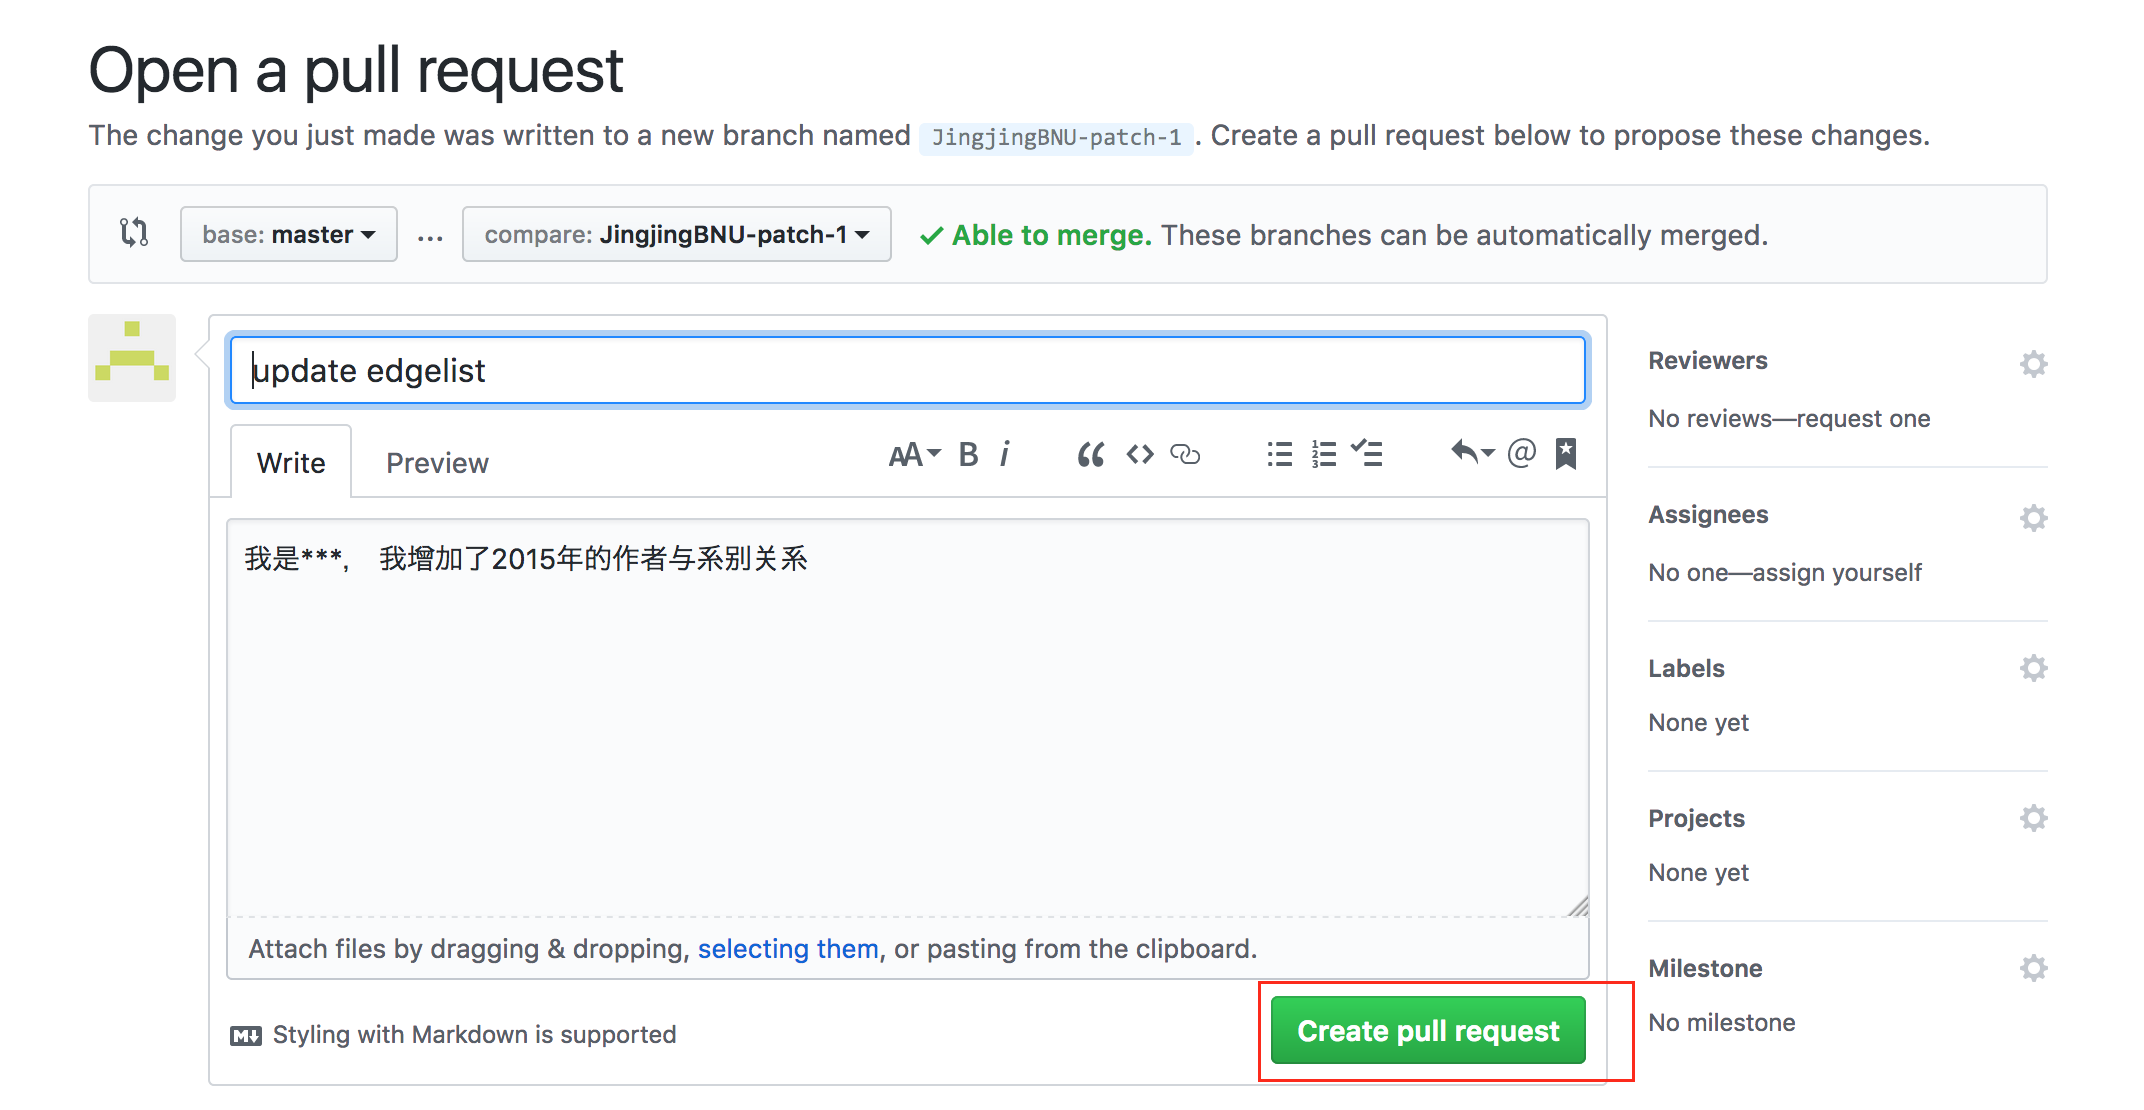 Open a pull request
The change you just made was written to a new branch named JingjingBNU-patch-1. Create a pull request below to propose these changes.
base: master ... compare: JingjingBNU-patch-1 Able to merge. These branches can be automatically merged.
update edgelist
Write Preview AA B i
我是***, 我增加了2015年的作者与系别关系
Attach files by dragging & dropping, selecting them, or pasting from the clipboard.
Styling with Markdown is supported
Create pull request
Reviewers
No reviews—request one
Assignees
No one—assign yourself
Labels
None yet
Projects
None yet
Milestone
No milestone